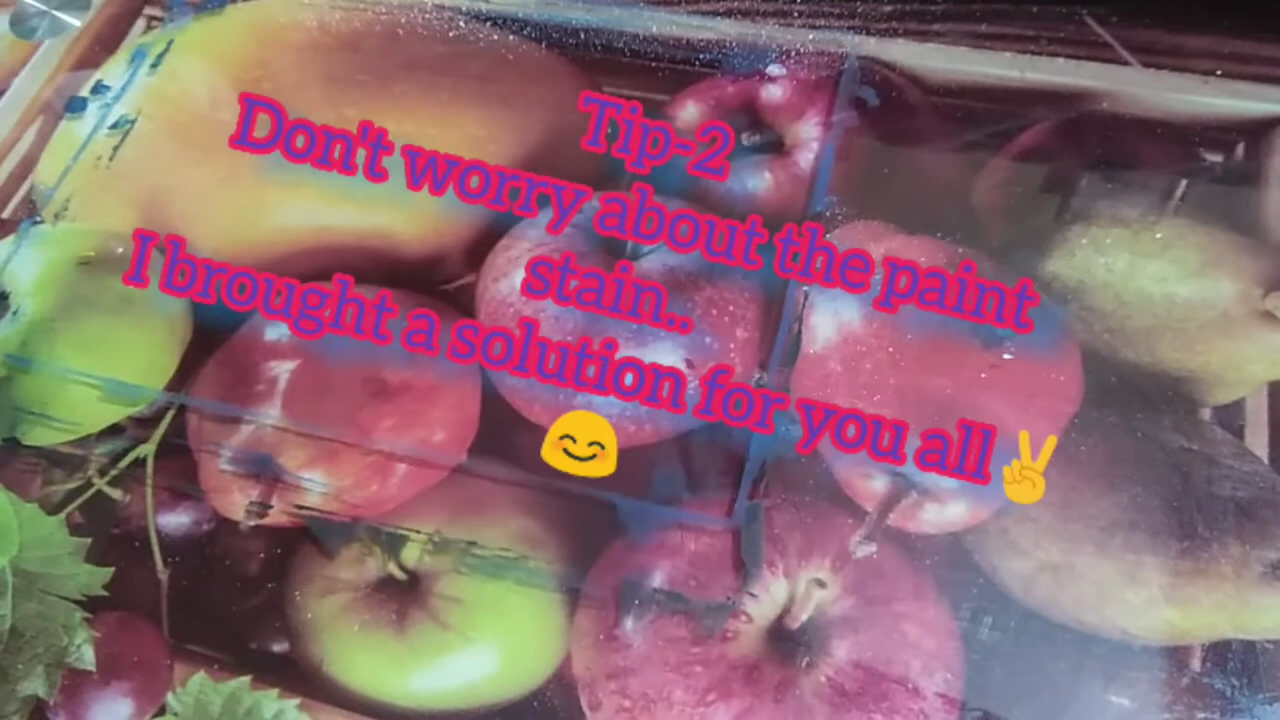 Tip-2
Don't worry about the paint
stain..
I brought a solution for you all✌️
😊